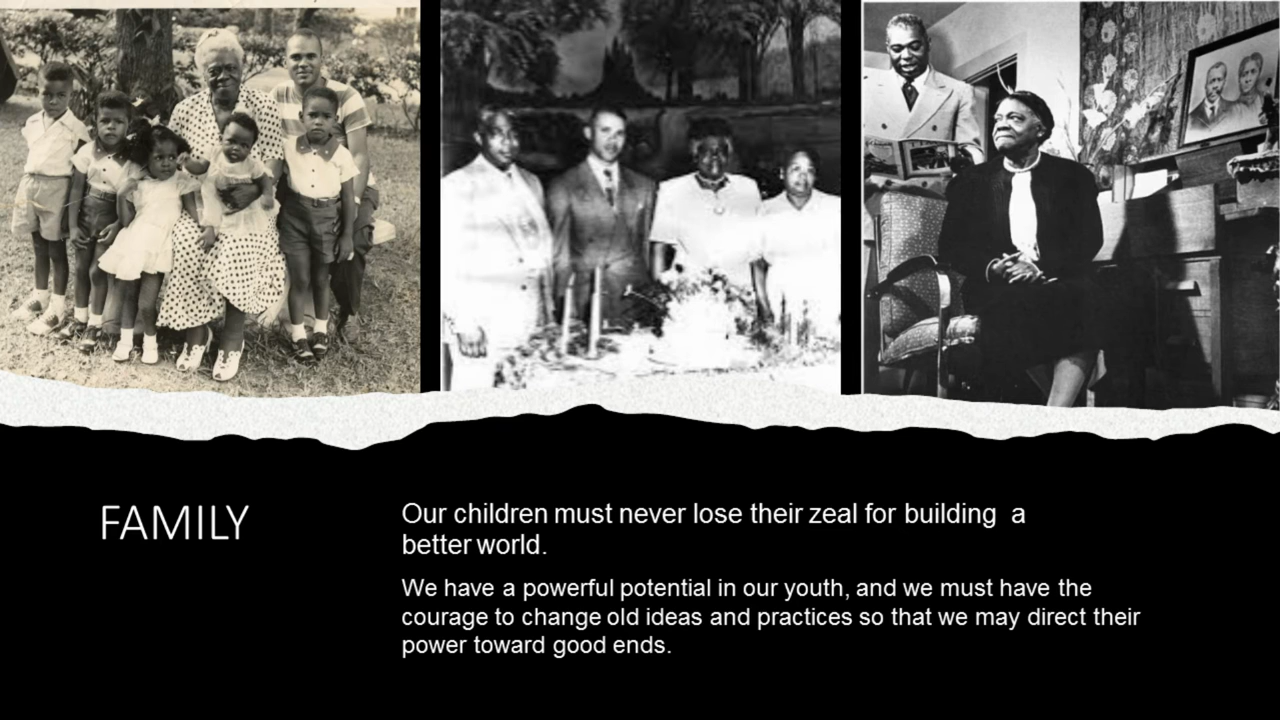 FAMILY
Our children must never lose their zeal for building a
better world.
We have a powerful potential in our youth, and we must have the
courage to change old ideas and practices so that we may direct their
power toward good ends.